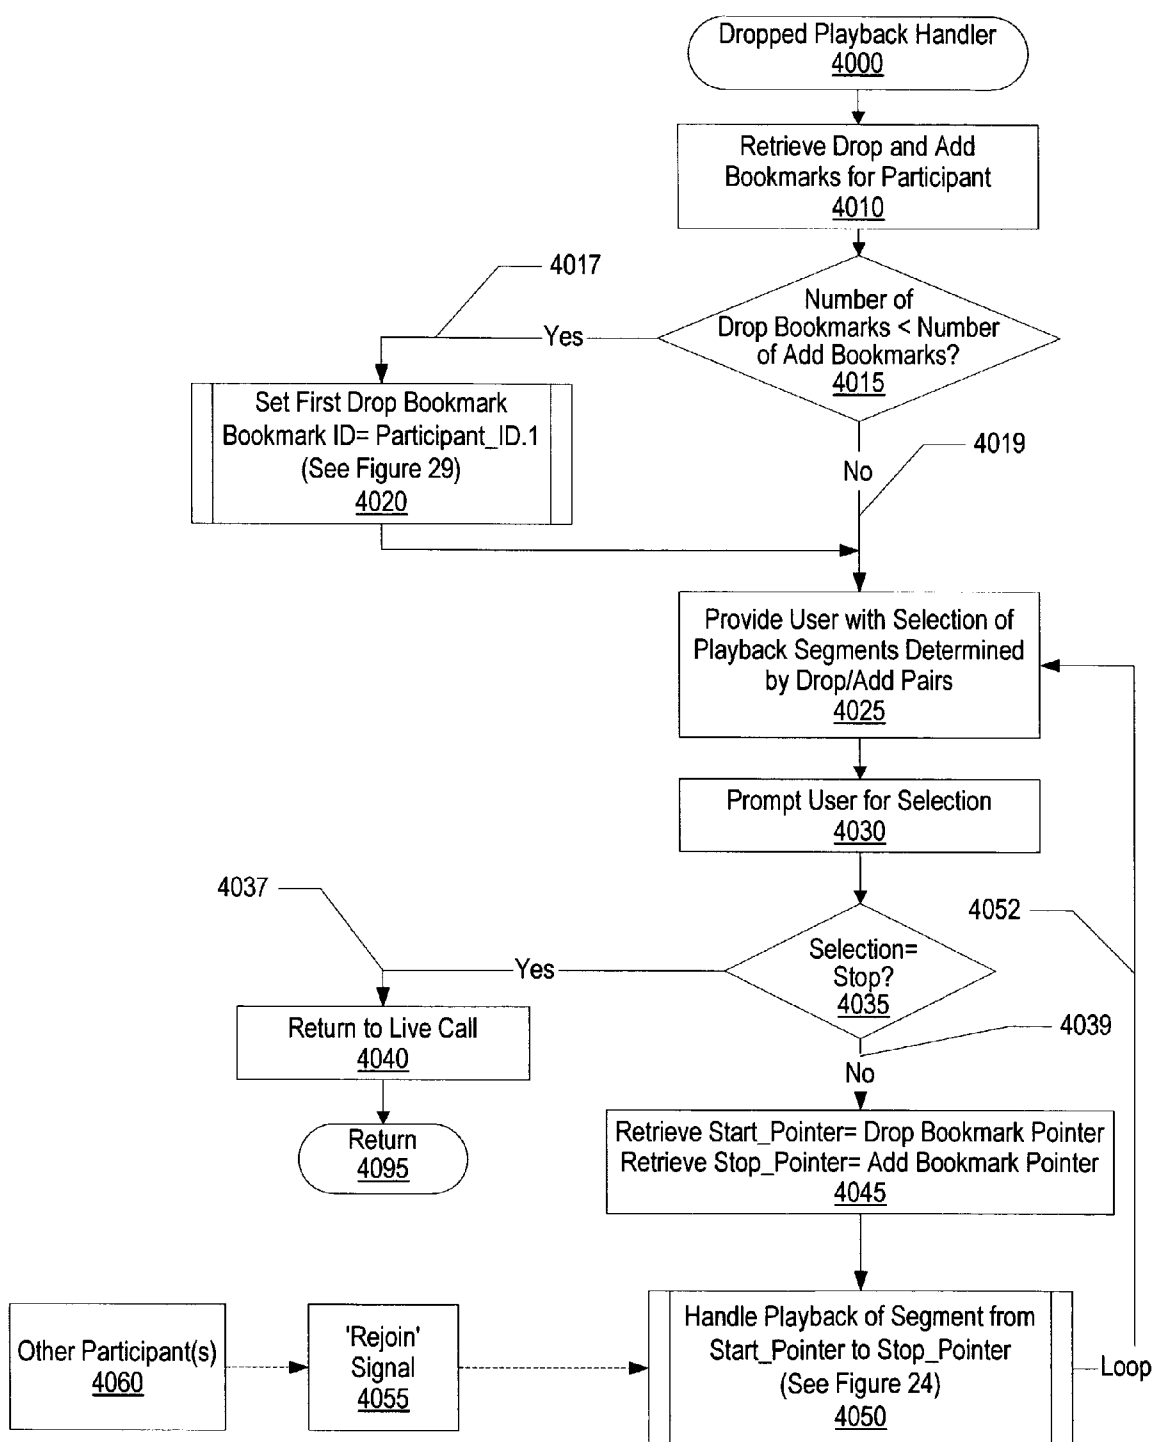 Dropped Playback Handler
4000
Retrieve Drop and Add
Bookmarks for Participant
4010
4017
Number of
Drop Bookmarks < Number
of Add Bookmarks?
4015
Yes
Set First Drop Bookmark
Bookmark ID= Participant_ID.1
(See Figure 29)
4020
4019
No
Provide User with Selection of
Playback Segments Determined
by Drop/Add Pairs
4025
Prompt User for Selection
4030
4037
4052
Selection=
Stop?
4035
Yes
Return to Live Call
4040
4039
No
Return
4095
Retrieve Start_Pointer= Drop Bookmark Pointer
Retrieve Stop_Pointer= Add Bookmark Pointer
4045
Other Participant(s)
4060
'Rejoin'
Signal
4055
Handle Playback of Segment from
Start_Pointer to Stop_Pointer
(See Figure 24)
4050
Loop